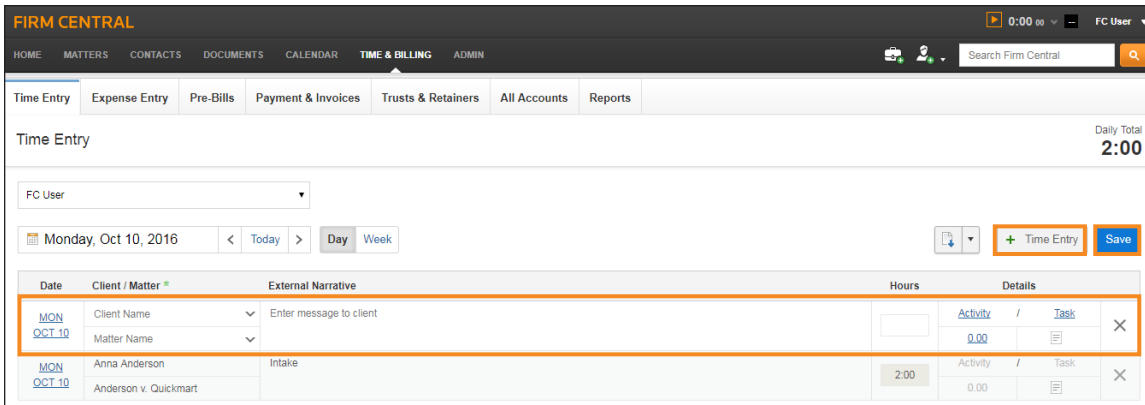 FIRM CENTRAL 0:00 00 -- FC User
HOME MATTERS CONTACTS DOCUMENTS CALENDAR TIME & BILLING ADMIN Search Firm Central
Time Entry Expense Entry Pre-Bills Payment & Invoices Trusts & Retainers All Accounts Reports
Time Entry
Daily Total
2:00
FC User
Monday, Oct 10, 2016 < Today > Day Week + Time Entry Save
Date Client / Matter * External Narrative Hours Details
MON
OCT 10
Client Name Enter message to client Activity / Task
Matter Name 0.00
MON
OCT 10
Anna Anderson Intake 2:00 Activity / Task
Anderson v. Quickmart 0.00